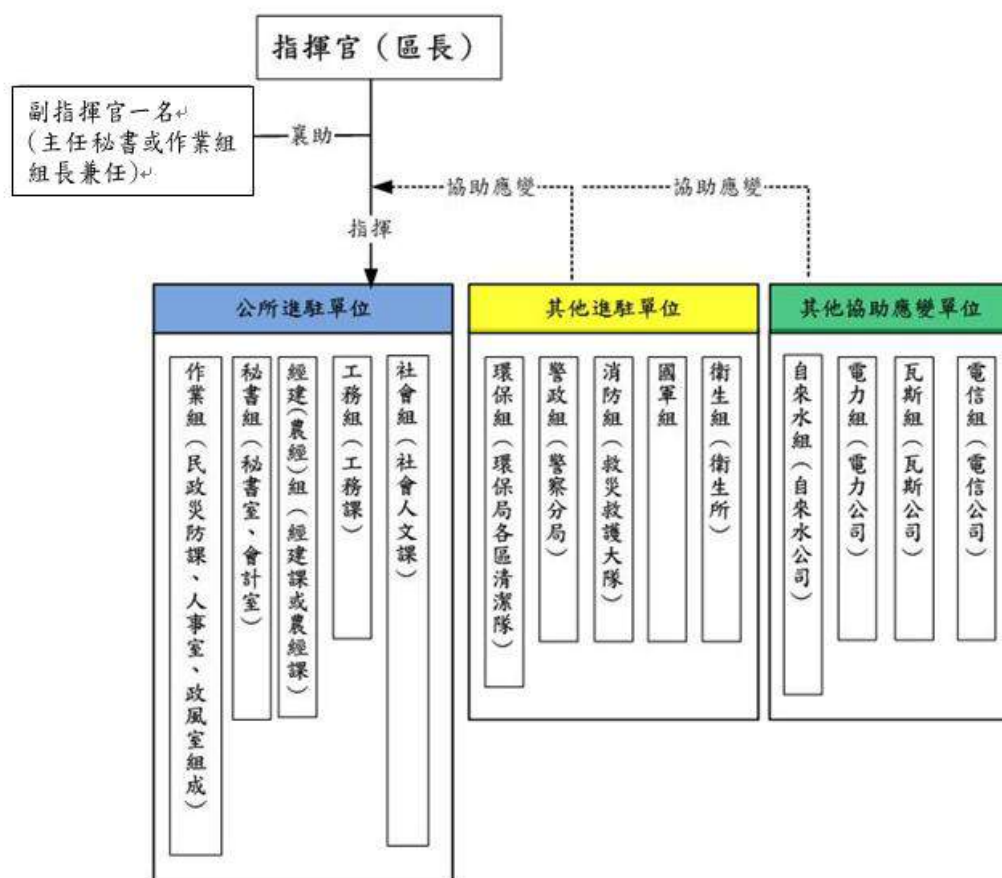 指揮官（區長）
副指揮官一名↵
(主任秘書或作業組
組長兼任)↵
襄助
協助應變
協助應變
指揮
公所進駐單位
作業組（民政災防課、人事室、政風室組成）
秘書組（秘書室、會計室）
經建(農經)組（經建課或農經課）
工務組（工務課）
社會組（社會人文課）
其他進駐單位
環保組（環保局各區清潔隊）
警政組（警察分局）
消防組（救災救護大隊）
國軍組
衛生組（衛生所）
其他協助應變單位
自來水組（自來水公司）
電力組（電力公司）
瓦斯組（瓦斯公司）
電信組（電信公司）